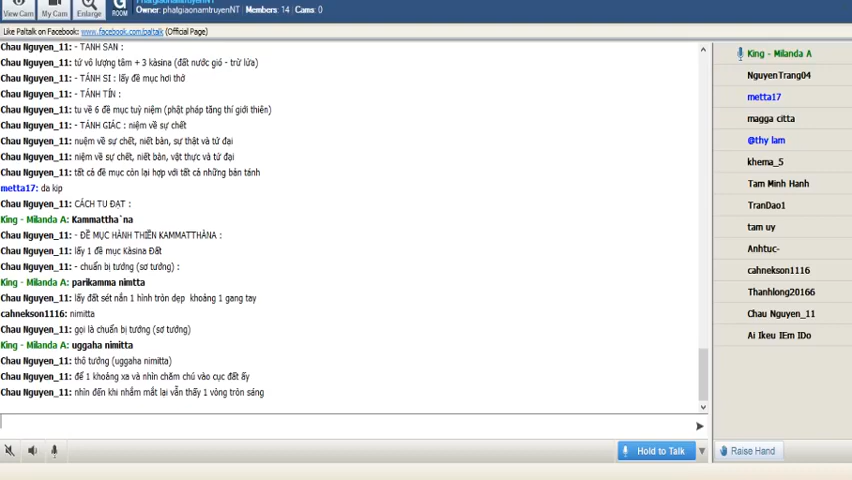 PhatgiaonamtruyenNT
View Cam
My Cam
Enlarge
G
ROOM
Owner: phatgiaonamtruyenNT | Members: 14 | Cams: 0
Like Paltalk on Facebook: www.facebook.com/paltalk (Official Page)
Chau Nguyen_11: - TÁNH SAN :
Chau Nguyen_11: tứ vô lượng tâm + 3 kàsina (đất nước gió - trừ lửa)
Chau Nguyen_11: - TÁNH SI : lấy đề mục hơi thở
Chau Nguyen_11: - TÁNH TÍN :
Chau Nguyen_11: tu về 6 đề mục tuỳ niệm (phật pháp tăng thí giới thiên)
Chau Nguyen_11: - TÁNH GIÁC : niệm về sự chết
Chau Nguyen_11: nuệm về sự chết, niết bàn, sự thật và tứ đại
Chau Nguyen_11: niệm về sự chết, niết bàn, vật thực và tứ đại
Chau Nguyen_11: tất cả đề mục còn lại hợp với tất cả những bản tánh
metta17: da kip
Chau Nguyen_11: CÁCH TU ĐẠT :
King - Milanda A: Kammattha`na
Chau Nguyen_11: - ĐỀ MỤC HÀNH THIỀN KAMMATTHÀNA :
Chau Nguyen_11: lấy 1 đề mục Kàsina Đất
Chau Nguyen_11: - chuẩn bị tướng (sơ tướng) :
King - Milanda A: parikamma nimtta
Chau Nguyen_11: lấy đất sét nắn 1 hình tròn dẹp khoảng 1 gang tay
cahnekson1116: nimitta
Chau Nguyen_11: gọi là chuẩn bị tướng (sơ tướng)
King - Milanda A: uggaha nimitta
Chau Nguyen_11: thô tướng (uggaha nimitta)
Chau Nguyen_11: để 1 khoảng xa và nhìn chăm chú vào cục đất ấy
Chau Nguyen_11: nhìn đến khi nhắm mắt lại vẫn thấy 1 vòng tròn sáng
Hold to Talk
King - Milanda A
NguyenTrang04
metta17
magga citta
@thy lam
khema_5
Tam Minh Hanh
TranDao1
tam uy
Anhtuc-
cahnekson1116
Thanhlong20166
Chau Nguyen_11
Ai Ikeu IEm IDo
Raise Hand